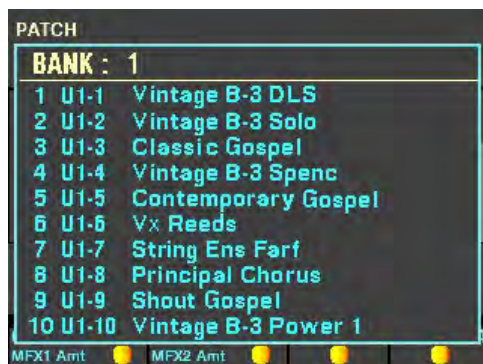 PATCH
BANK : 1
1 U1-1 Vintage B-3 DLS
2 U1-2 Vintage B-3 Solo
3 U1-3 Classic Gospel
4 U1-4 Vintage B-3 Spenc
5 U1-5 Contemporary Gospel
6 U1-6 Vx Reeds
7 U1-7 String Ens Farf
8 U1-8 Principal Chorus
9 U1-9 Shout Gospel
10 U1-10 Vintage B-3 Power 1
MFX1 Amt MFX2 Amt